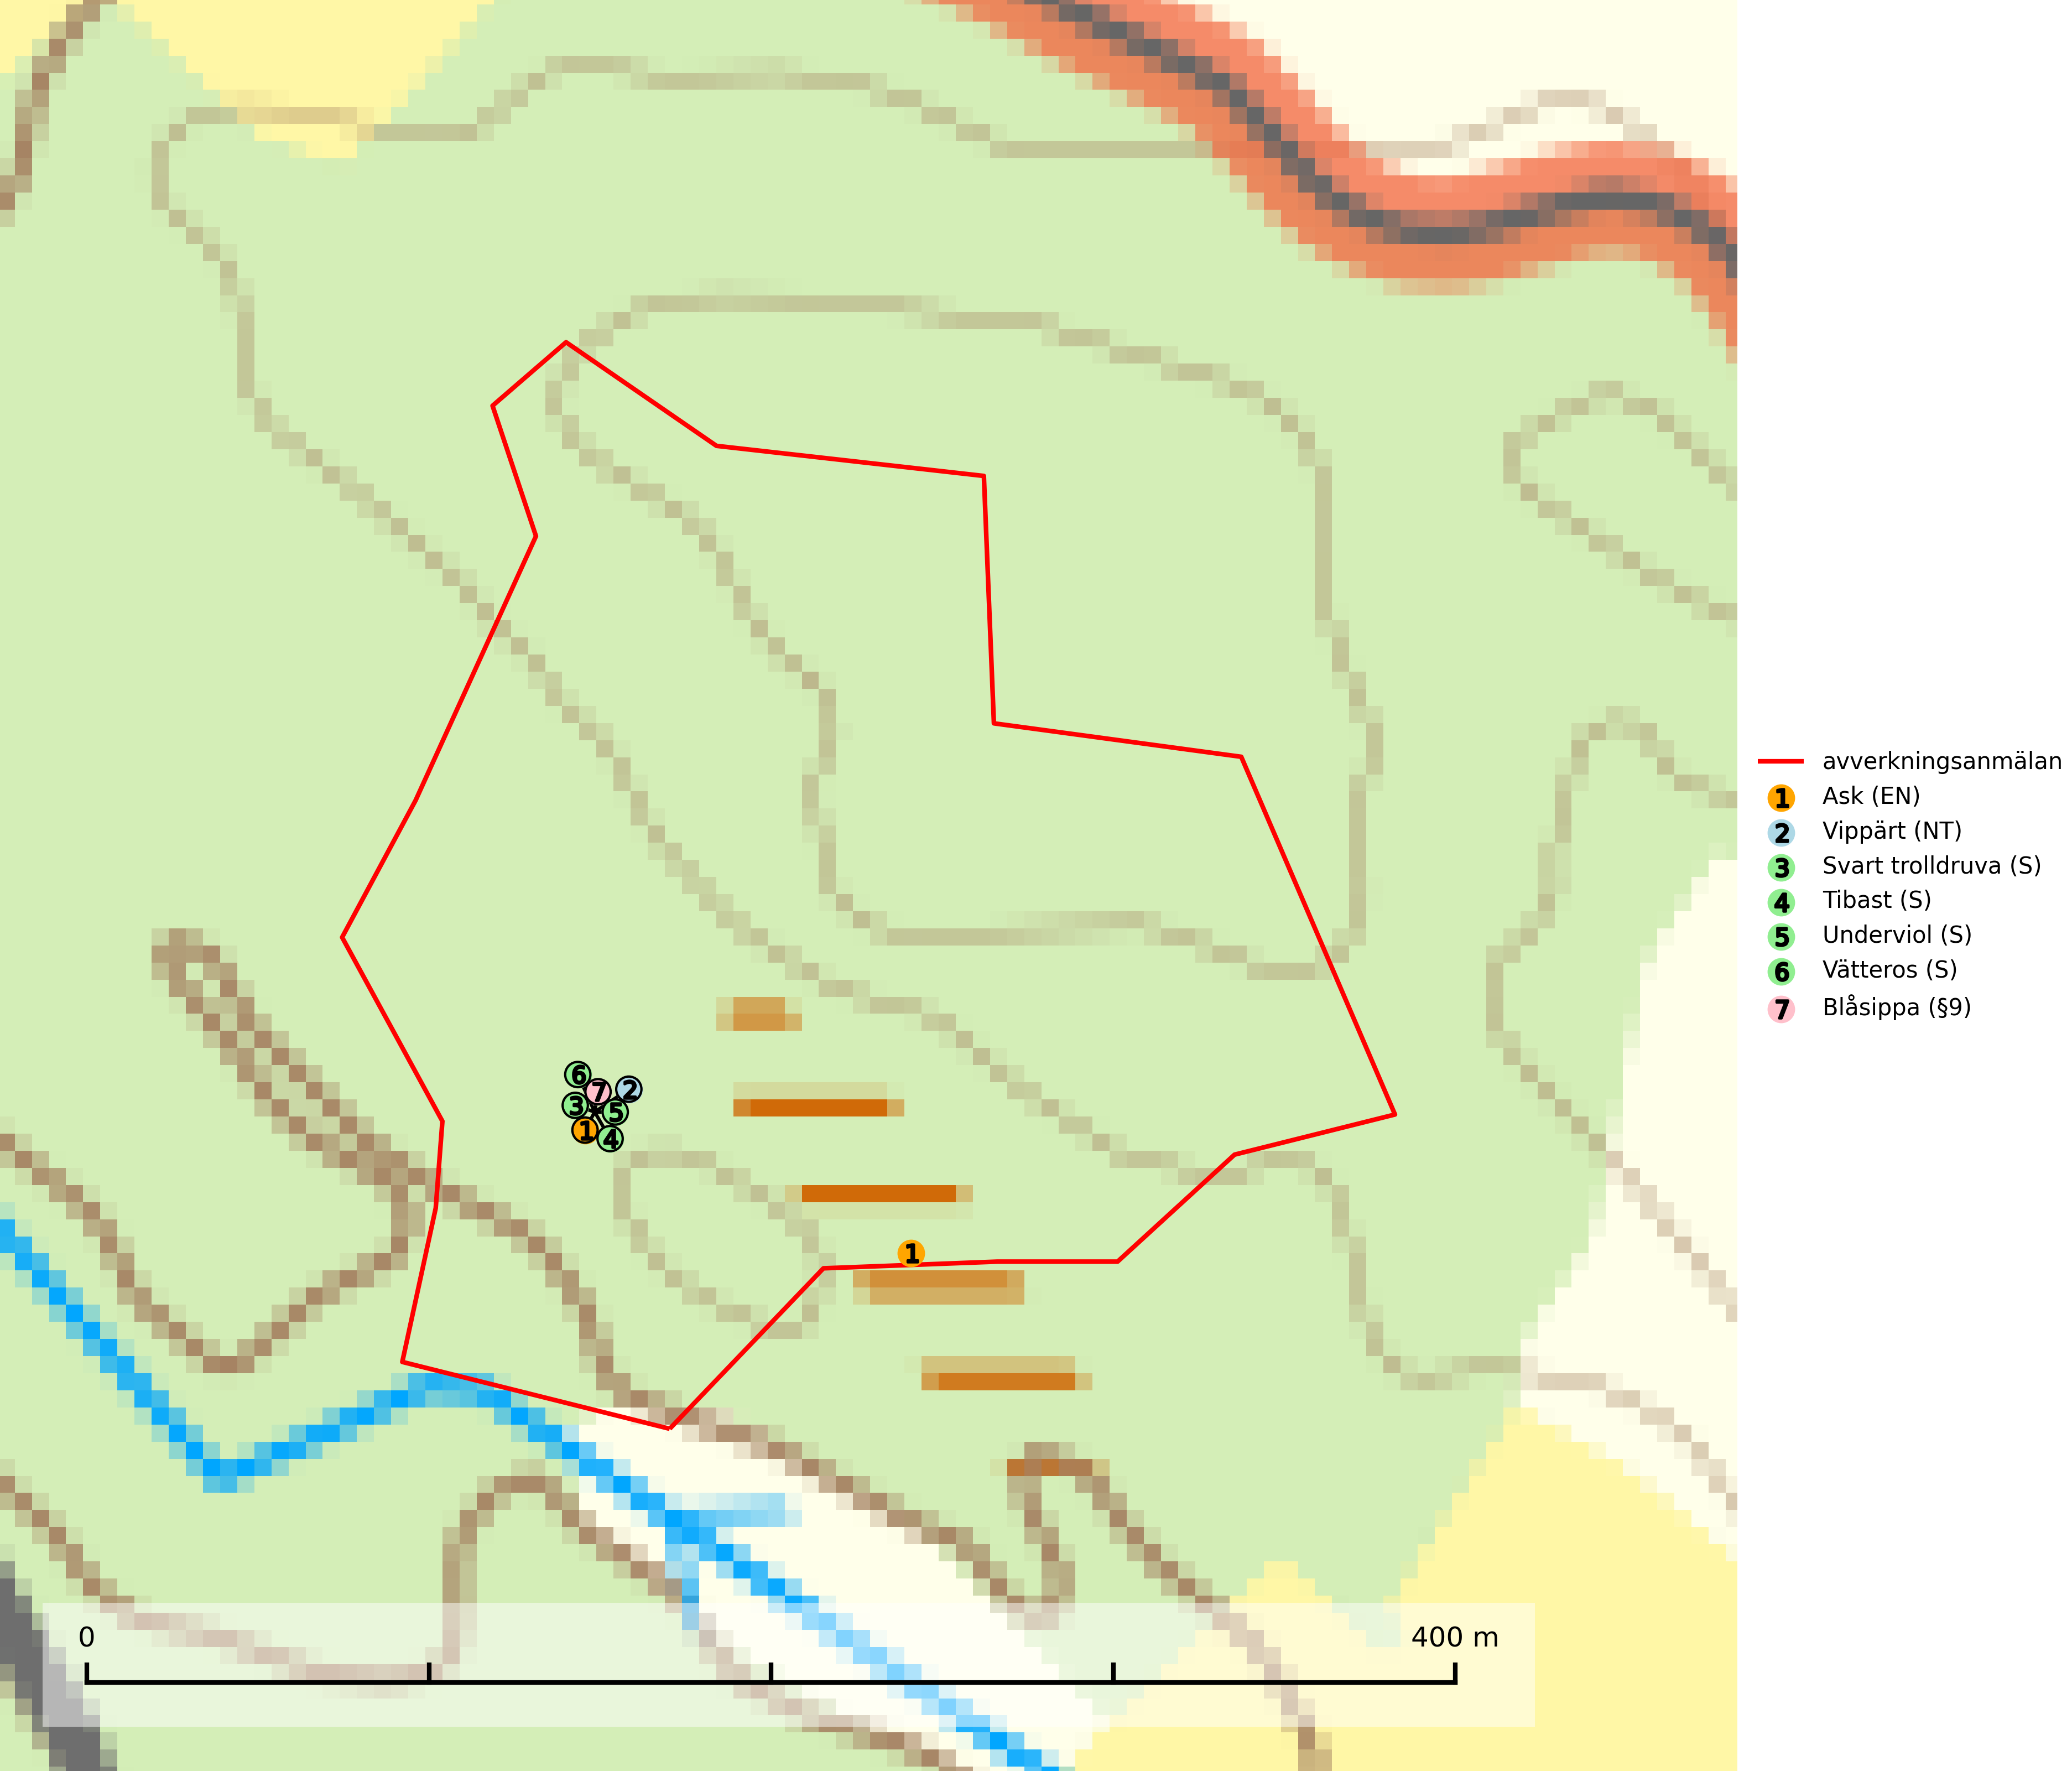 avverkningsanmälan
1 Ask (EN)
2 Vippärt (NT)
3 Svart trolldruva (S)
4 Tibast (S)
5 Underviol (S)
6 Vätteros (S)
7 Blåsippa (§9)
6
7
2
3
5
1
4
1
0
400 m